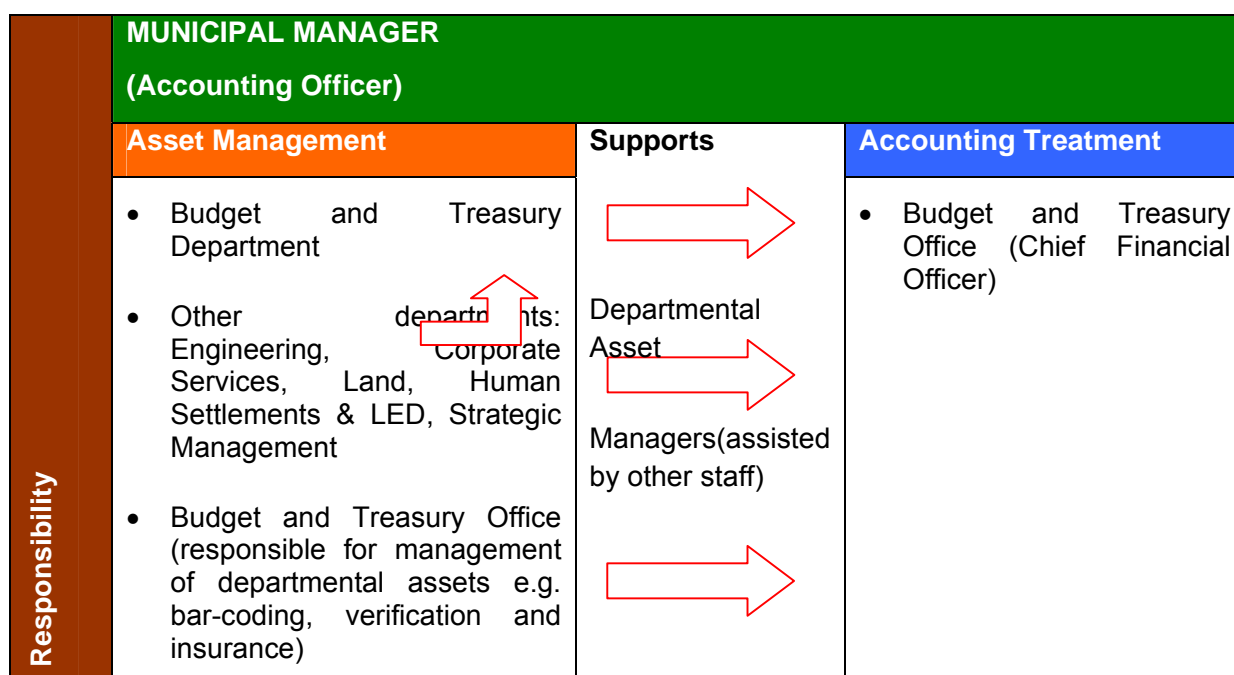 MUNICIPAL MANAGER
(Accounting Officer)
Asset Management
Supports
Accounting Treatment
Responsibility
• Budget and Treasury
Department
• Other departments:
Engineering, Corporate
Services, Land, Human
Settlements & LED, Strategic
Management
• Budget and Treasury Office
(responsible for management
of departmental assets e.g.
bar-coding, verification and
insurance)
Departmental
Asset
Managers(assisted
by other staff)
• Budget and Treasury
Office (Chief Financial
Officer)